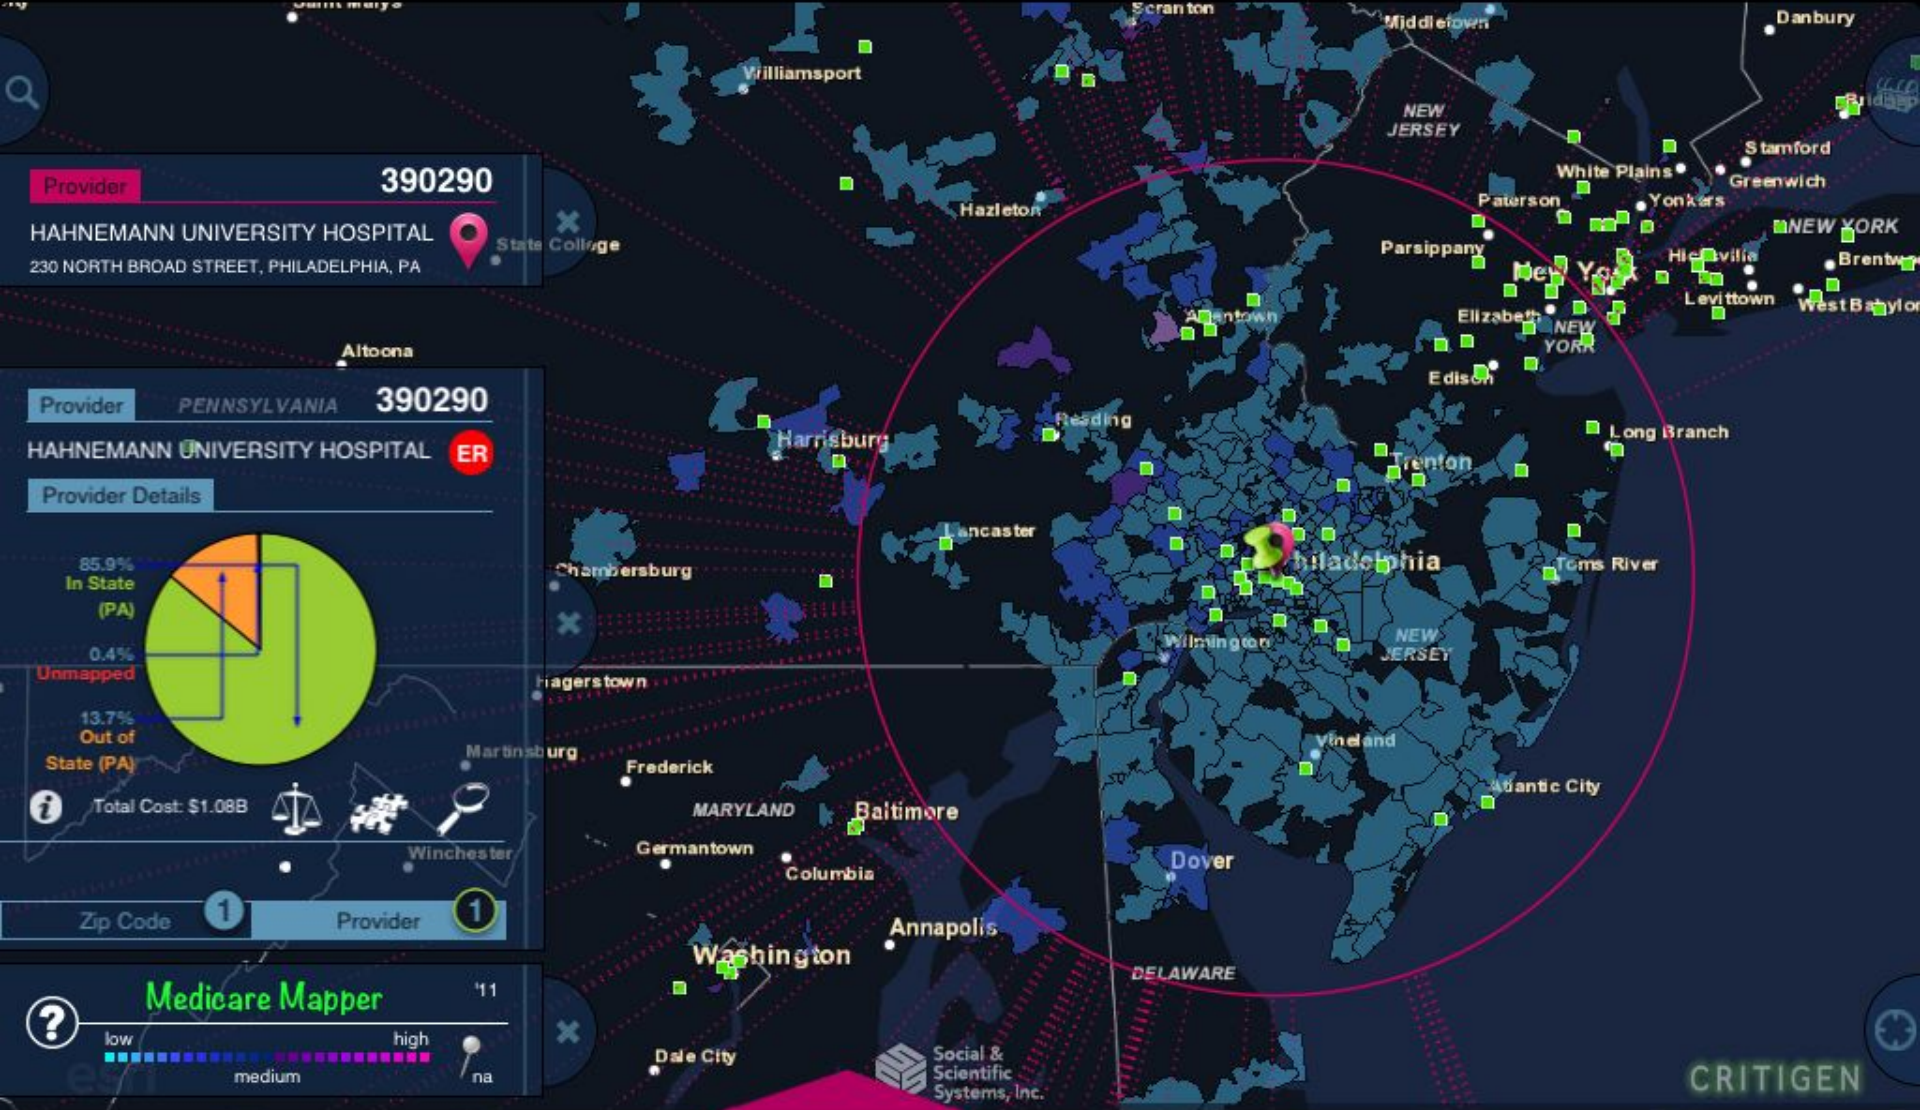 Saint Marys
Scranton
Middletown
Danbury
Williamsport
NEW
JERSEY
Stamford
White Plains
Greenwich
Provider
390290
Hazleton
Paterson
Yonkers
HAHNEMANN UNIVERSITY HOSPITAL
State College
Parsippany
NEW YORK
230 NORTH BROAD STREET, PHILADELPHIA, PA
New York
Hicksville
Levittown
West Babylon
Allentown
Elizabeth
NEW
YORK
Altoona
Edison
Provider
PENNSYLVANIA
390290
HAHNEMANN UNIVERSITY HOSPITAL
ER
Harrisburg
Reading
Long Branch
Trenton
Provider Details
Lancaster
Chambersburg
Philadelphia
Toms River
85.9%
In State
(PA)
0.4%
Unmapped
13.7%
Out of
State (PA)
Wilmington
NEW
JERSEY
Hagerstown
Martinsburg
Frederick
Vineland
Atlantic City
Total Cost: $1.08B
MARYLAND
Baltimore
Germantown
Columbia
Winchester
Dover
Zip Code
1
Provider
1
Annapolis
Washington
DELAWARE
Medicare Mapper
'11
?
low
high
medium
na
Dale City
esri
Social &
Scientific
Systems, Inc.
CRITIGEN